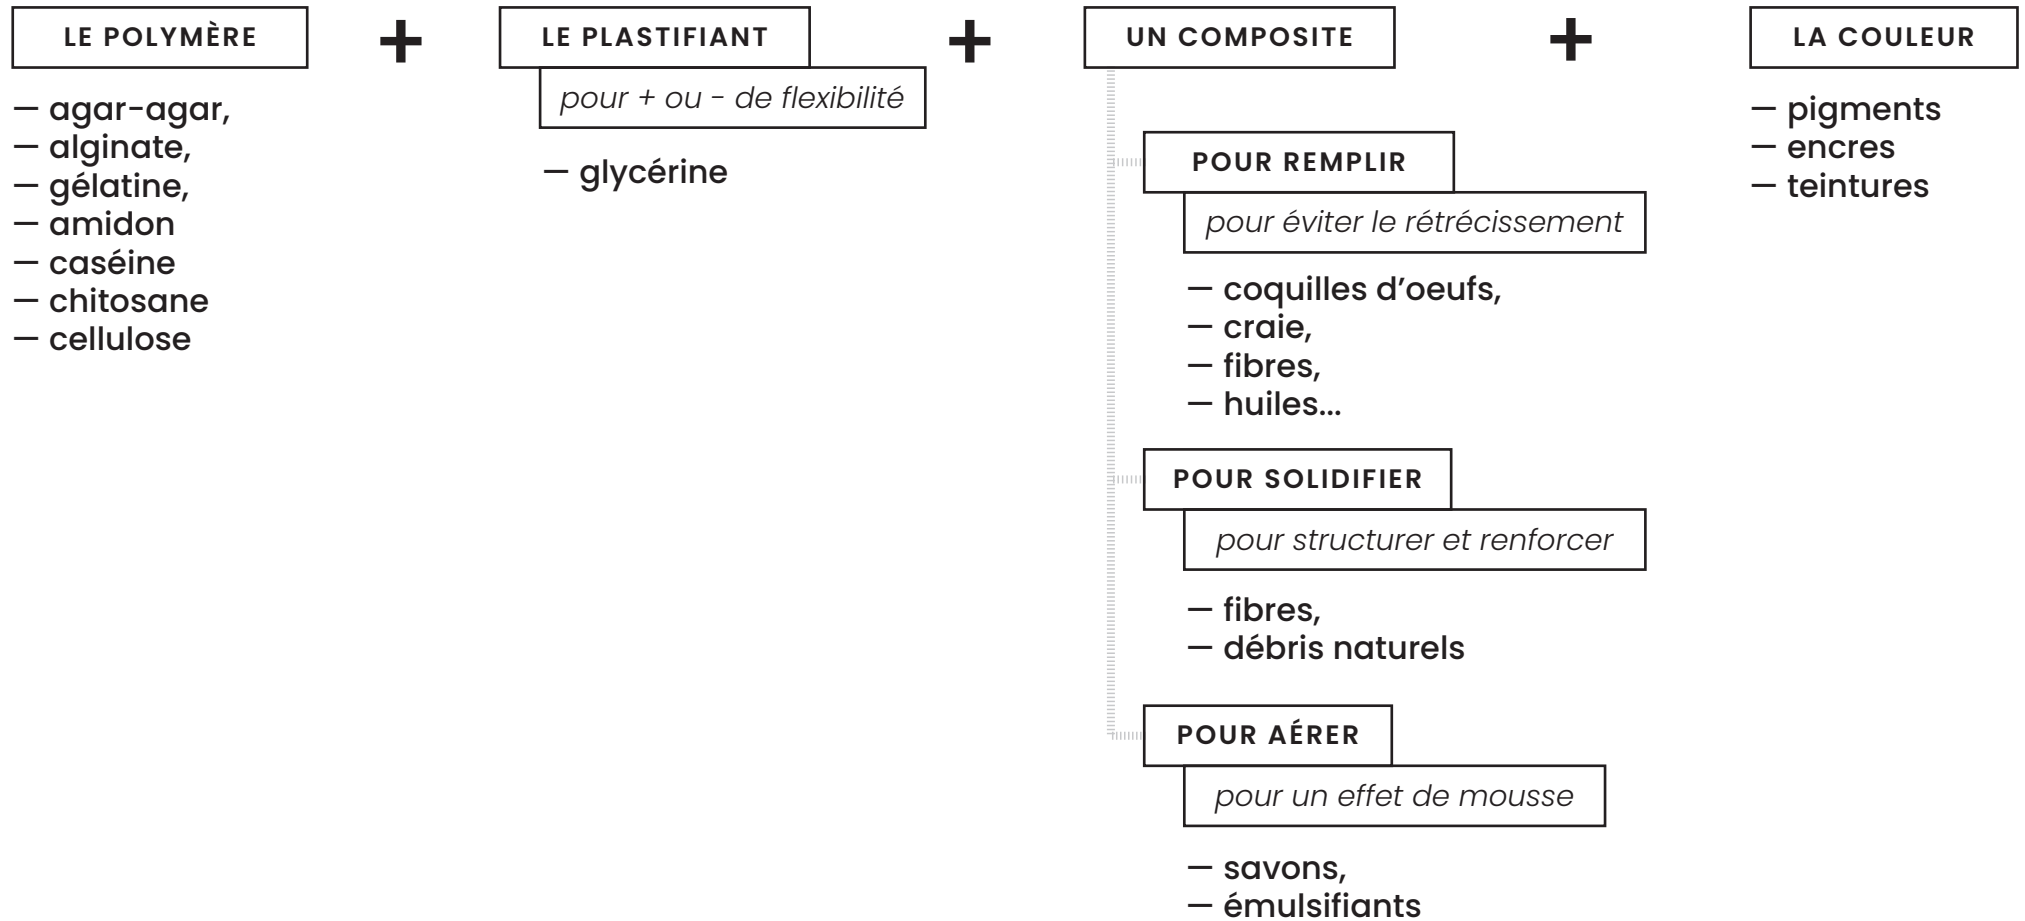 LE POLYMÈRE
— agar-agar,
— alginate,
— gélatine,
— amidon
— caséine
— chitosane
— cellulose
+
LE PLASTIFIANT
pour + ou - de flexibilité
— glycérine
+
UN COMPOSITE
POUR REMPLIR
pour éviter le rétrécissement
— coquilles d’oeufs,
— craie,
— fibres,
— huiles...
POUR SOLIDIFIER
pour structurer et renforcer
— fibres,
— débris naturels
POUR AÉRER
pour un effet de mousse
— savons,
— émulsifiants
+
LA COULEUR
— pigments
— encres
— teintures